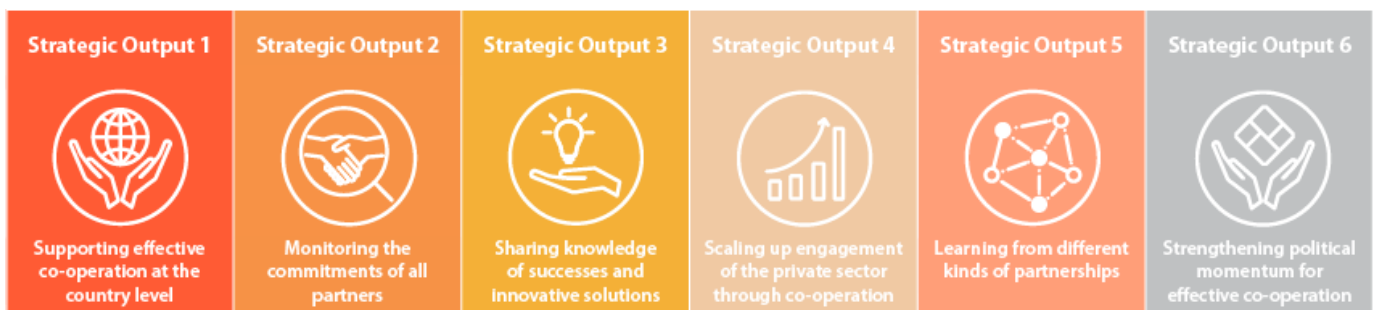 Strategic Output 1
Supporting effective
co-operation at the
country level
Strategic Output 2
Monitoring the
commitments of all
partners
Strategic Output 3
Sharing knowledge
of successes and
innovative solutions
Strategic Output 4
Scaling up engagement
of the private sector
through co-operation
Strategic Output 5
Learning from different
kinds of partnerships
Strategic Output 6
Strengthening political
momentum for
effective co-operation